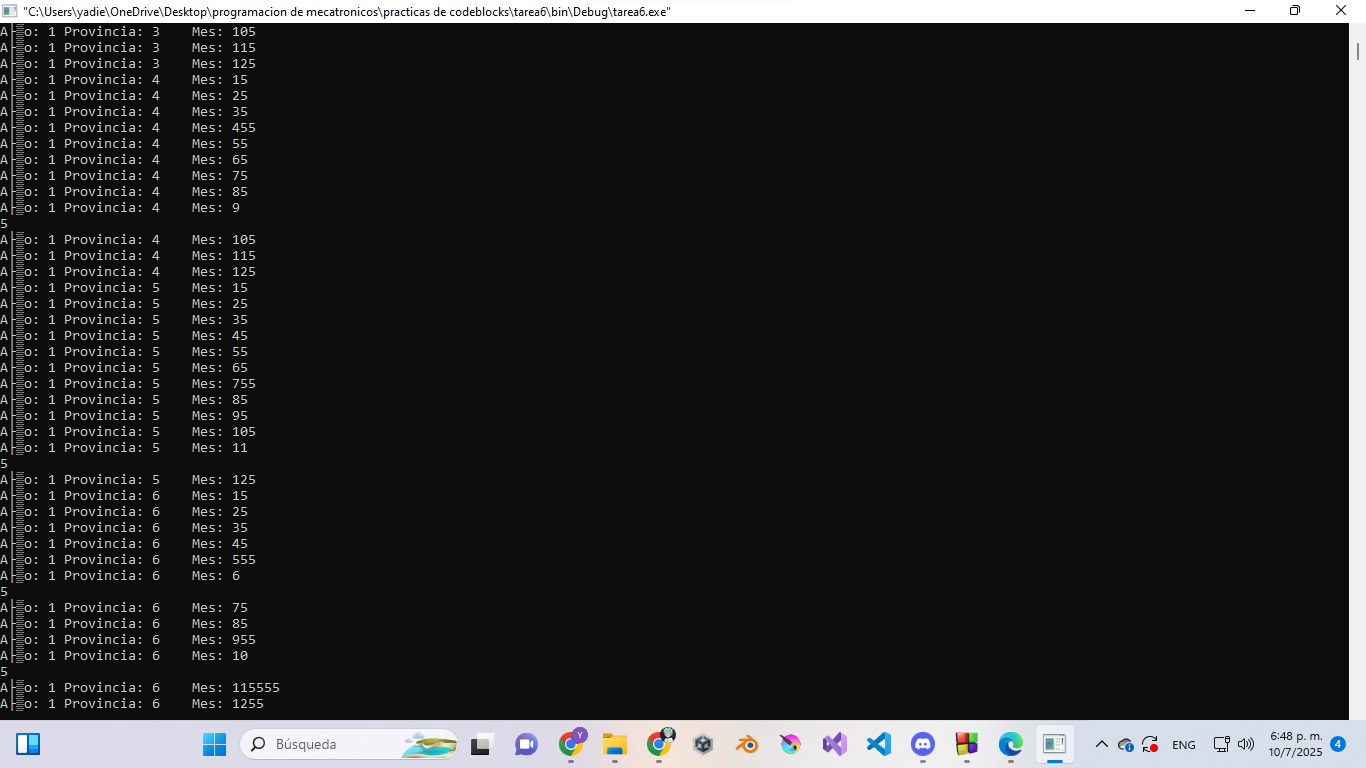 "C:\Users\yadie\OneDrive\Desktop\programacion de mecatronicos\practicas de codeblocks\tarea6\bin\Debug\tarea6.exe"
A├▒o: 1 Provincia: 3    Mes: 105
A├▒o: 1 Provincia: 3    Mes: 115
A├▒o: 1 Provincia: 3    Mes: 125
A├▒o: 1 Provincia: 4    Mes: 15
A├▒o: 1 Provincia: 4    Mes: 25
A├▒o: 1 Provincia: 4    Mes: 35
A├▒o: 1 Provincia: 4    Mes: 455
A├▒o: 1 Provincia: 4    Mes: 55
A├▒o: 1 Provincia: 4    Mes: 65
A├▒o: 1 Provincia: 4    Mes: 75
A├▒o: 1 Provincia: 4    Mes: 85
A├▒o: 1 Provincia: 4    Mes: 9
5
A├▒o: 1 Provincia: 4    Mes: 105
A├▒o: 1 Provincia: 4    Mes: 115
A├▒o: 1 Provincia: 4    Mes: 125
A├▒o: 1 Provincia: 5    Mes: 15
A├▒o: 1 Provincia: 5    Mes: 25
A├▒o: 1 Provincia: 5    Mes: 35
A├▒o: 1 Provincia: 5    Mes: 45
A├▒o: 1 Provincia: 5    Mes: 55
A├▒o: 1 Provincia: 5    Mes: 65
A├▒o: 1 Provincia: 5    Mes: 755
A├▒o: 1 Provincia: 5    Mes: 85
A├▒o: 1 Provincia: 5    Mes: 95
A├▒o: 1 Provincia: 5    Mes: 105
A├▒o: 1 Provincia: 5    Mes: 11
5
A├▒o: 1 Provincia: 5    Mes: 125
A├▒o: 1 Provincia: 6    Mes: 15
A├▒o: 1 Provincia: 6    Mes: 25
A├▒o: 1 Provincia: 6    Mes: 35
A├▒o: 1 Provincia: 6    Mes: 45
A├▒o: 1 Provincia: 6    Mes: 555
A├▒o: 1 Provincia: 6    Mes: 6
5
A├▒o: 1 Provincia: 6    Mes: 75
A├▒o: 1 Provincia: 6    Mes: 85
A├▒o: 1 Provincia: 6    Mes: 955
A├▒o: 1 Provincia: 6    Mes: 10
5
A├▒o: 1 Provincia: 6    Mes: 115555
A├▒o: 1 Provincia: 6    Mes: 1255
Búsqueda
Y
ENG
6:48 p. m.
10/7/2025
4